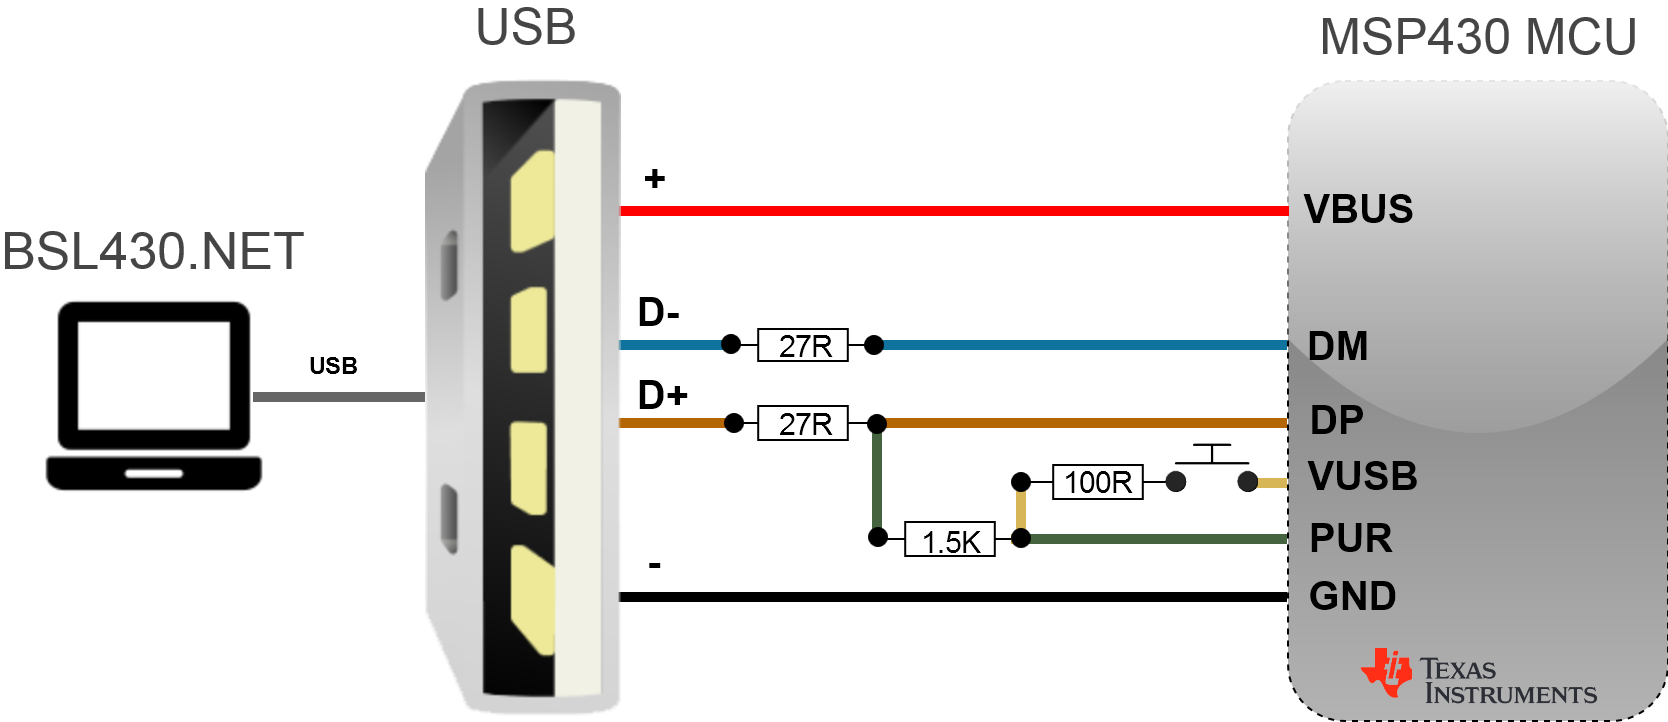 USB
MSP430 MCU
+
VBUS
BSL430.NET
D-
27R
DM
USB
D+
27R
DP
100R
VUSB
1.5K
PUR
-
GND
TEXAS
INSTRUMENTS